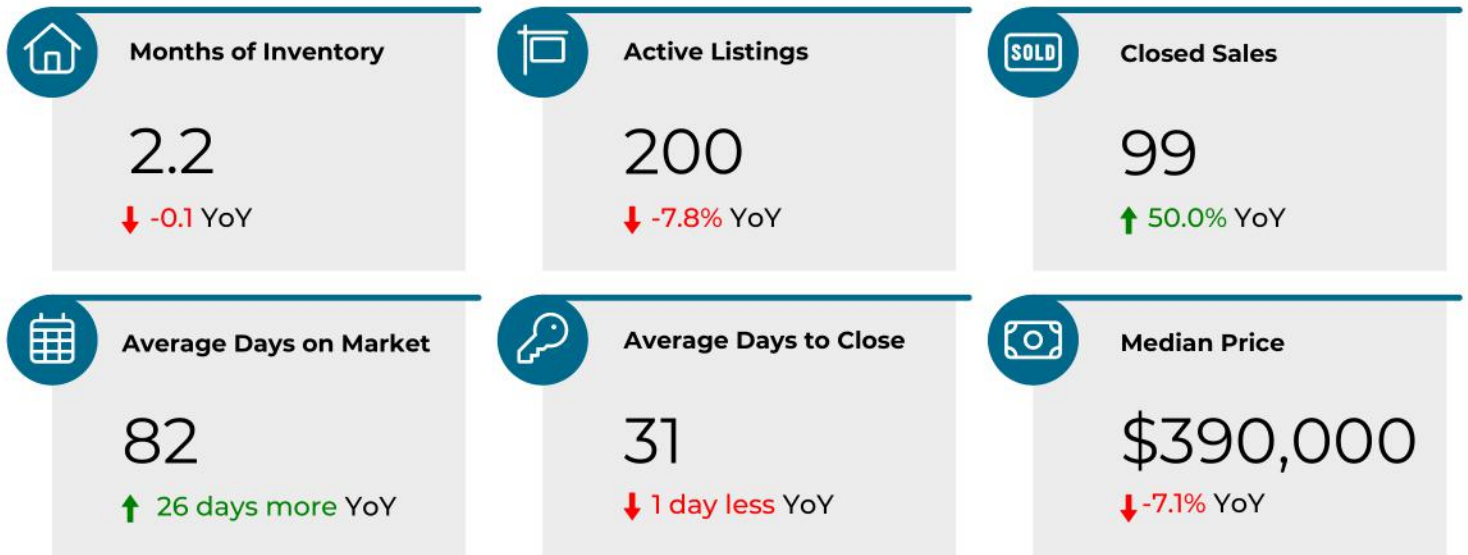 Months of Inventory
2.2
-0.1 YoY
Active Listings
200
-7.8% YoY
SOLD
Closed Sales
99
50.0% YoY
Average Days on Market
82
26 days more YoY
Average Days to Close
31
1 day less YoY
Median Price
$390,000
-7.1% YoY